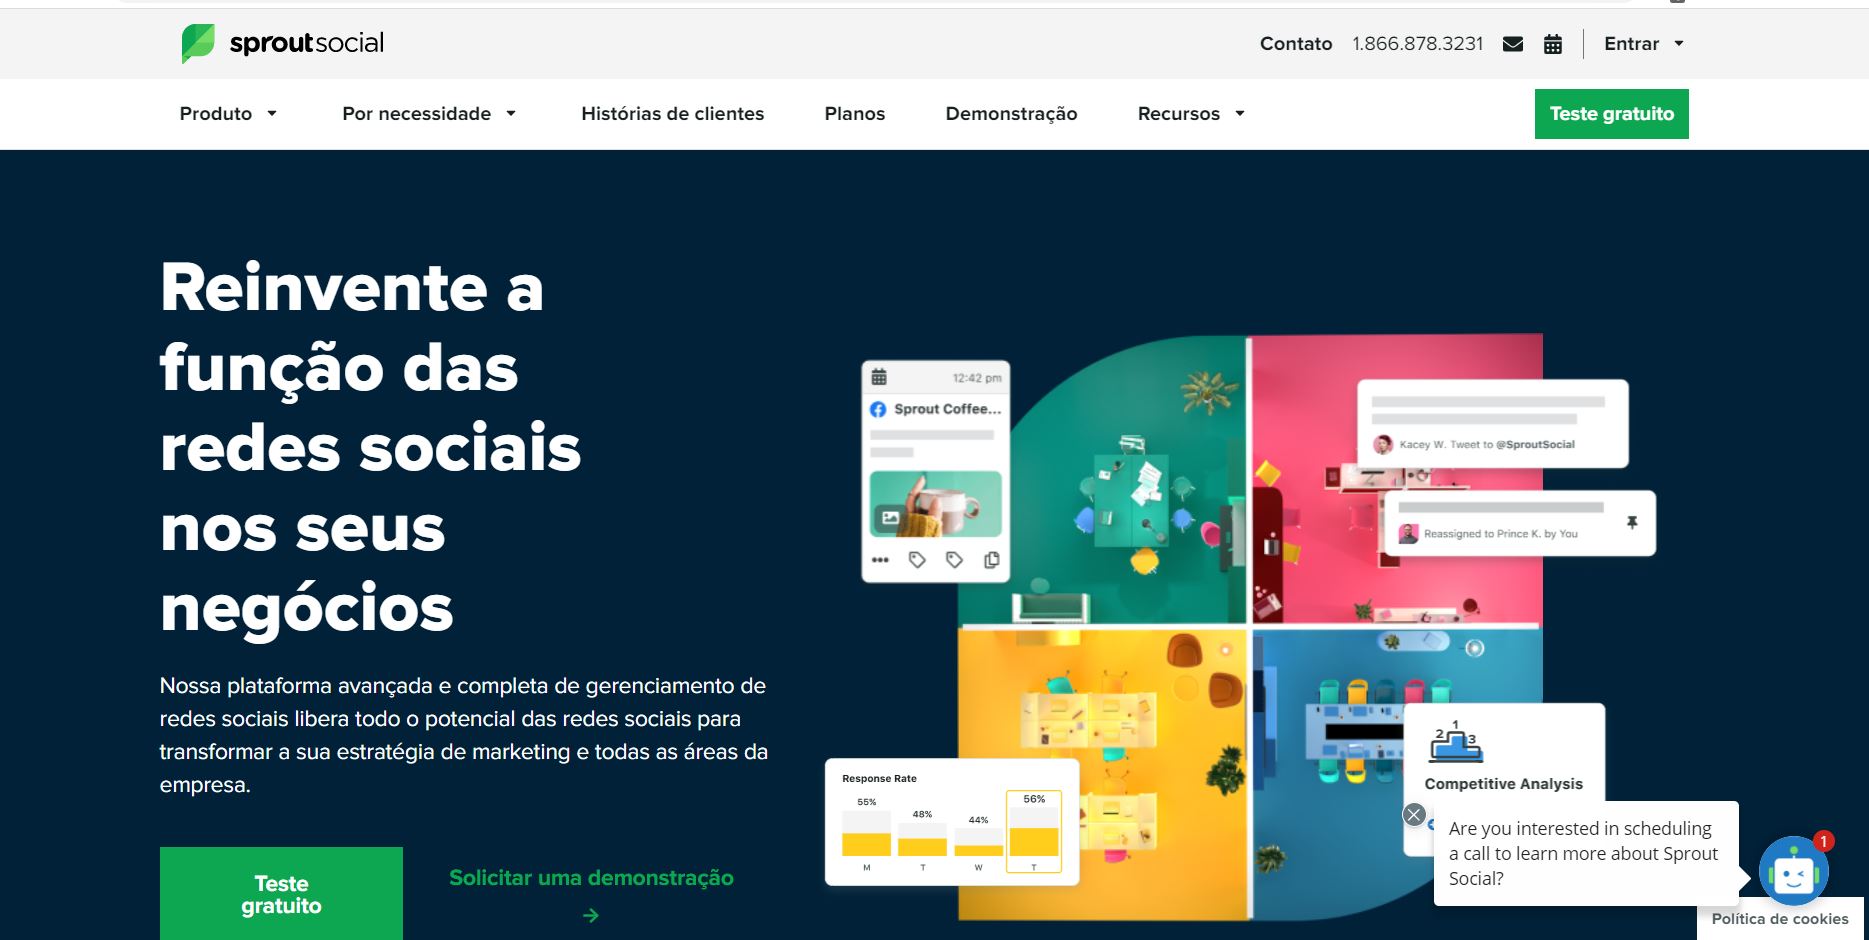 sproutsocial
Contato 1.866.878.3231 Entrar
Produto Por necessidade Histórias de clientes Planos Demonstração Recursos Teste gratuito
Reinvente a
função das
redes sociais
nos seus
negócios
Nossa plataforma avançada e completa de gerenciamento de
redes sociais libera todo o potencial das redes sociais para
transformar a sua estratégia de marketing e todas as áreas da
empresa.
Teste
gratuito
Solicitar uma demonstração
12:42 pm
Sprout Coffee...
Kacey W. Tweet to @SproutSocial
Reassigned to Prince K. by You
Response Rate
55% 48% 44% 56%
M T W T
2 1 3
Competitive Analysis
Are you interested in scheduling
a call to learn more about Sprout
Social?
1
Política de cookies